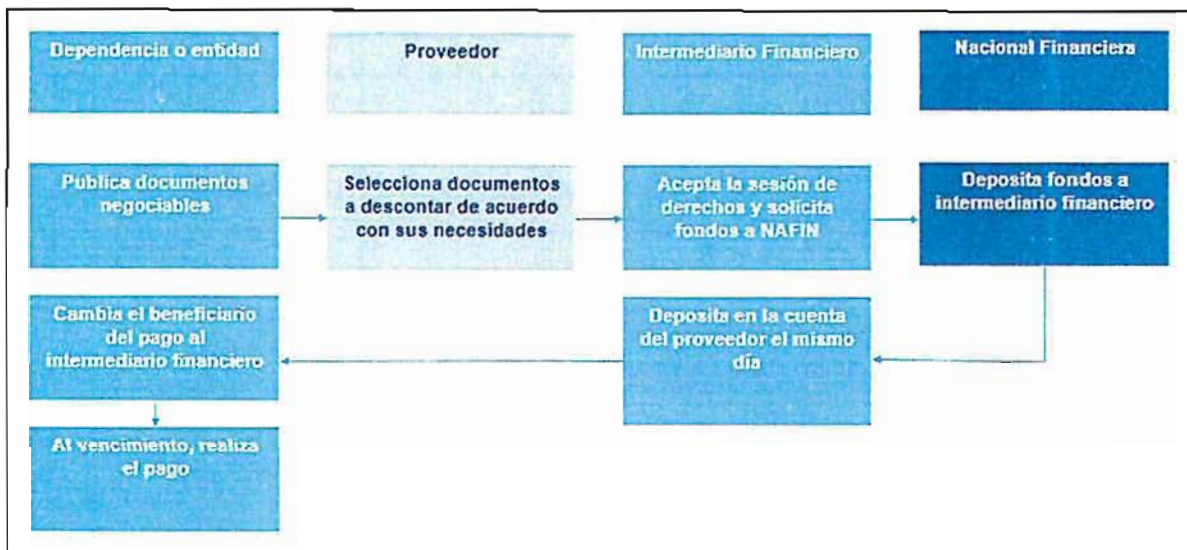 Dependencia o entidad
Proveedor
Intermediario Financiero
Nacional Financiera
Publica documentos
negociables
Selecciona documentos
a descontar de acuerdo
con sus necesidades
Acepta la sesión de
derechos y solicita
fondos a NAFIN
Deposita fondos a
intermediario financiero
Cambia el beneficiario
del pago al
intermediario financiero
Deposita en la cuenta
del proveedor el mismo
día
Al vencimiento, realiza
el pago